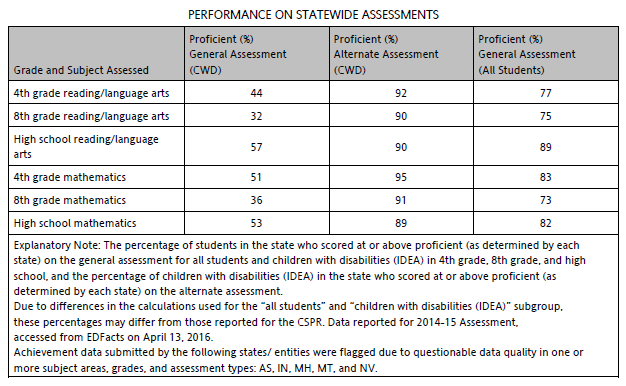 PERFORMANCE ON STATEWIDE ASSESSMENTS
Grade and Subject Assessed Proficient (%) General Assessment (CWD) Proficient (%) Alternate Assessment (CWD) Proficient (%) General Assessment (All Students)
4th grade reading/language arts 44 92 77
8th grade reading/language arts 32 90 75
High school reading/language arts 57 90 89
4th grade mathematics 51 95 83
8th grade mathematics 36 91 73
High school mathematics 53 89 82
Explanatory Note: The percentage of students in the state who scored at or above proficient (as determined by each
state) on the general assessment for all students and children with disabilities (IDEA) in 4th grade, 8th grade, and high
school, and the percentage of children with disabilities (IDEA) in the state who scored at or above proficient (as
determined by each state) on the alternate assessment.
Due to differences in the calculations used for the “all students” and “children with disabilities (IDEA)” subgroup,
these percentages may differ from those reported for the CSPR. Data reported for 2014-15 Assessment,
accessed from EDFacts on April 13, 2016.
Achievement data submitted by the following states/ entities were flagged due to questionable data quality in one or
more subject areas, grades, and assessment types: AS, IN, MH, MT, and NV.